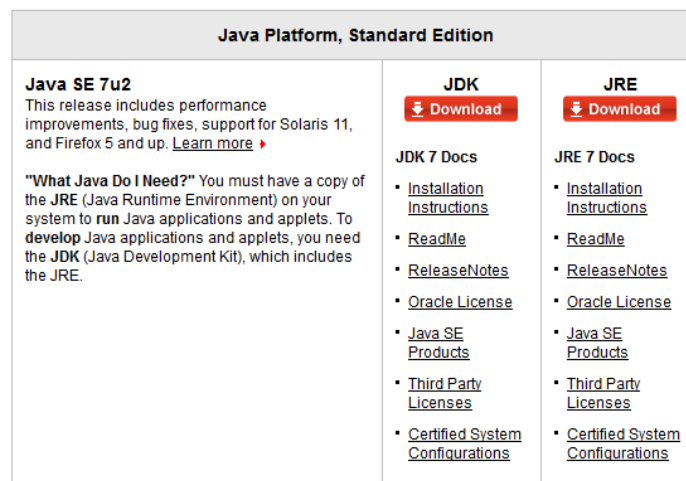 Java Platform, Standard Edition
Java SE 7u2
This release includes performance
improvements, bug fixes, support for Solaris 11,
and Firefox 5 and up. Learn more
"What Java Do I Need?" You must have a copy of
the JRE (Java Runtime Environment) on your
system to run Java applications and applets. To
develop Java applications and applets, you need
the JDK (Java Development Kit), which includes
the JRE.
JDK
Download
JDK 7 Docs
Installation
Instructions
ReadMe
ReleaseNotes
Oracle License
Java SE
Products
Third Party
Licenses
Certified System
Configurations
JRE
Download
JRE 7 Docs
Installation
Instructions
ReadMe
ReleaseNotes
Oracle License
Java SE
Products
Third Party
Licenses
Certified System
Configurations